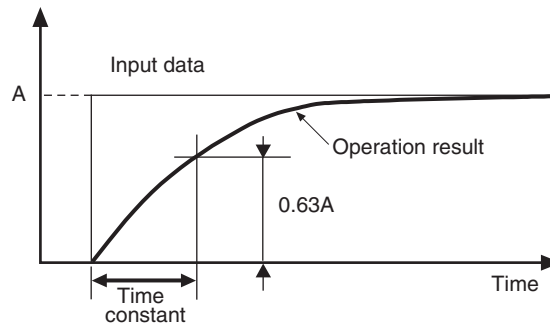 Input data
A
Operation result
0.63A
Time
Time
constant